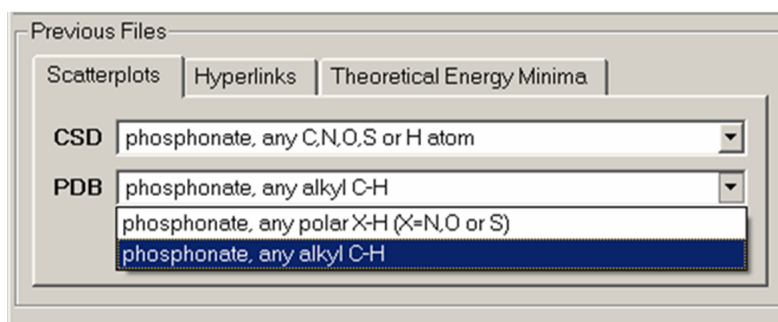 Previous Files
Scatterplots Hyperlinks Theoretical Energy Minima
CSD phosphonate, any C,N,O,S or H atom
PDB phosphonate, any alkyl C-H
phosphonate, any polar X-H (X=N,O or S)
phosphonate, any alkyl C-H